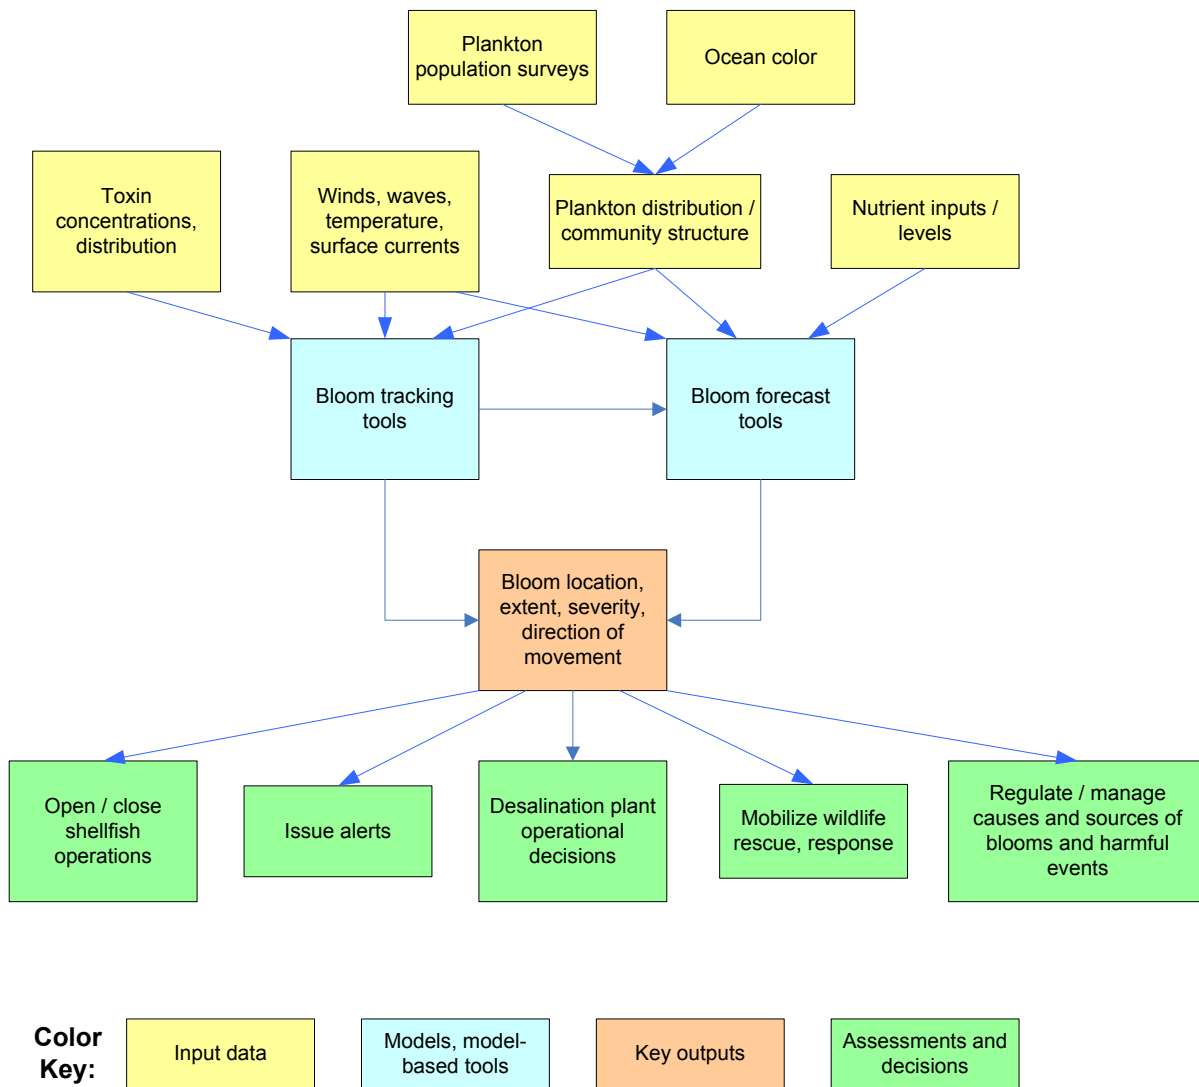 Plankton
population surveys
Ocean color
Toxin
concentrations,
distribution
Winds, waves,
temperature,
surface currents
Plankton distribution /
community structure
Nutrient inputs /
levels
Bloom tracking
tools
Bloom forecast
tools
Bloom location,
extent, severity,
direction of
movement
Open / close
shellfish
operations
Issue alerts
Desalination plant
operational
decisions
Mobilize wildlife
rescue, response
Regulate / manage
causes and sources of
blooms and harmful
events
Color
Key:
Input data
Models, model-
based tools
Key outputs
Assessments and
decisions